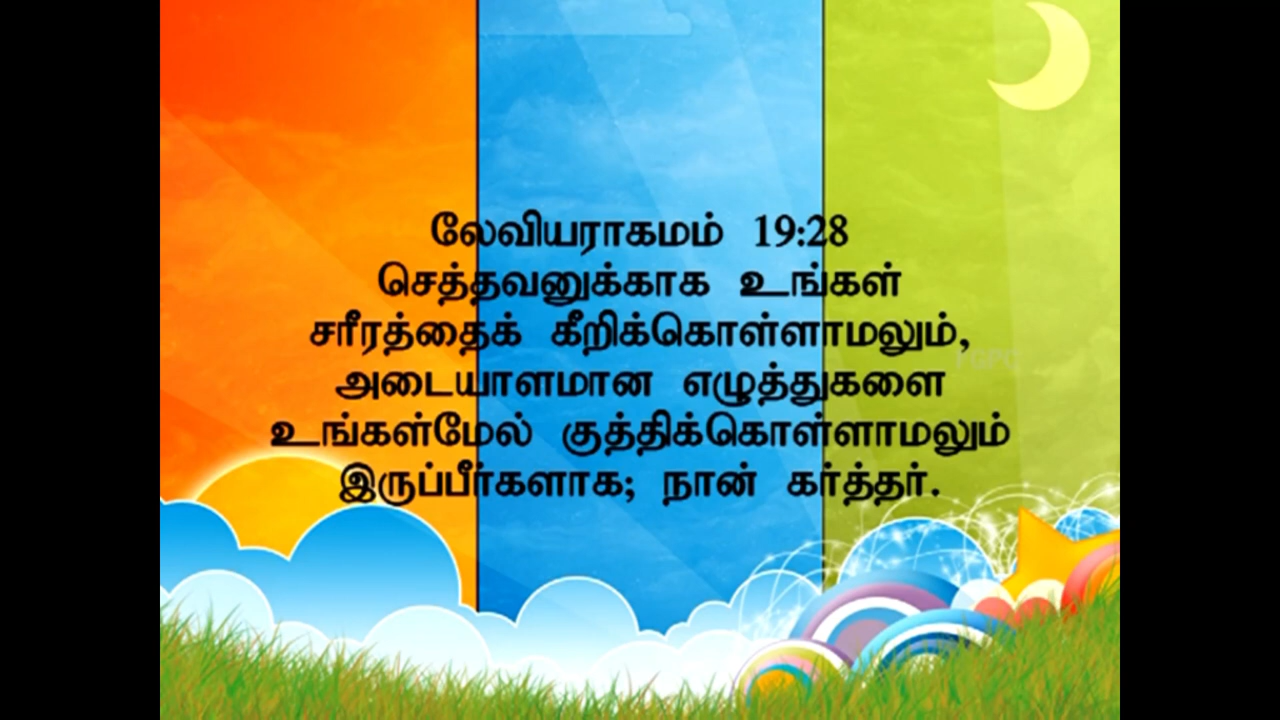 லேவியராகமம் 19:28
செத்தவனுக்காக உங்கள்
சரீரத்தைக் கீறிக்கொள்ளாமலும்,
அடையாளமான எழுத்துகளை
உங்கள்மேல் குத்திக்கொள்ளாமலும்
இருப்பீர்களாக; நான் கர்த்தர்.